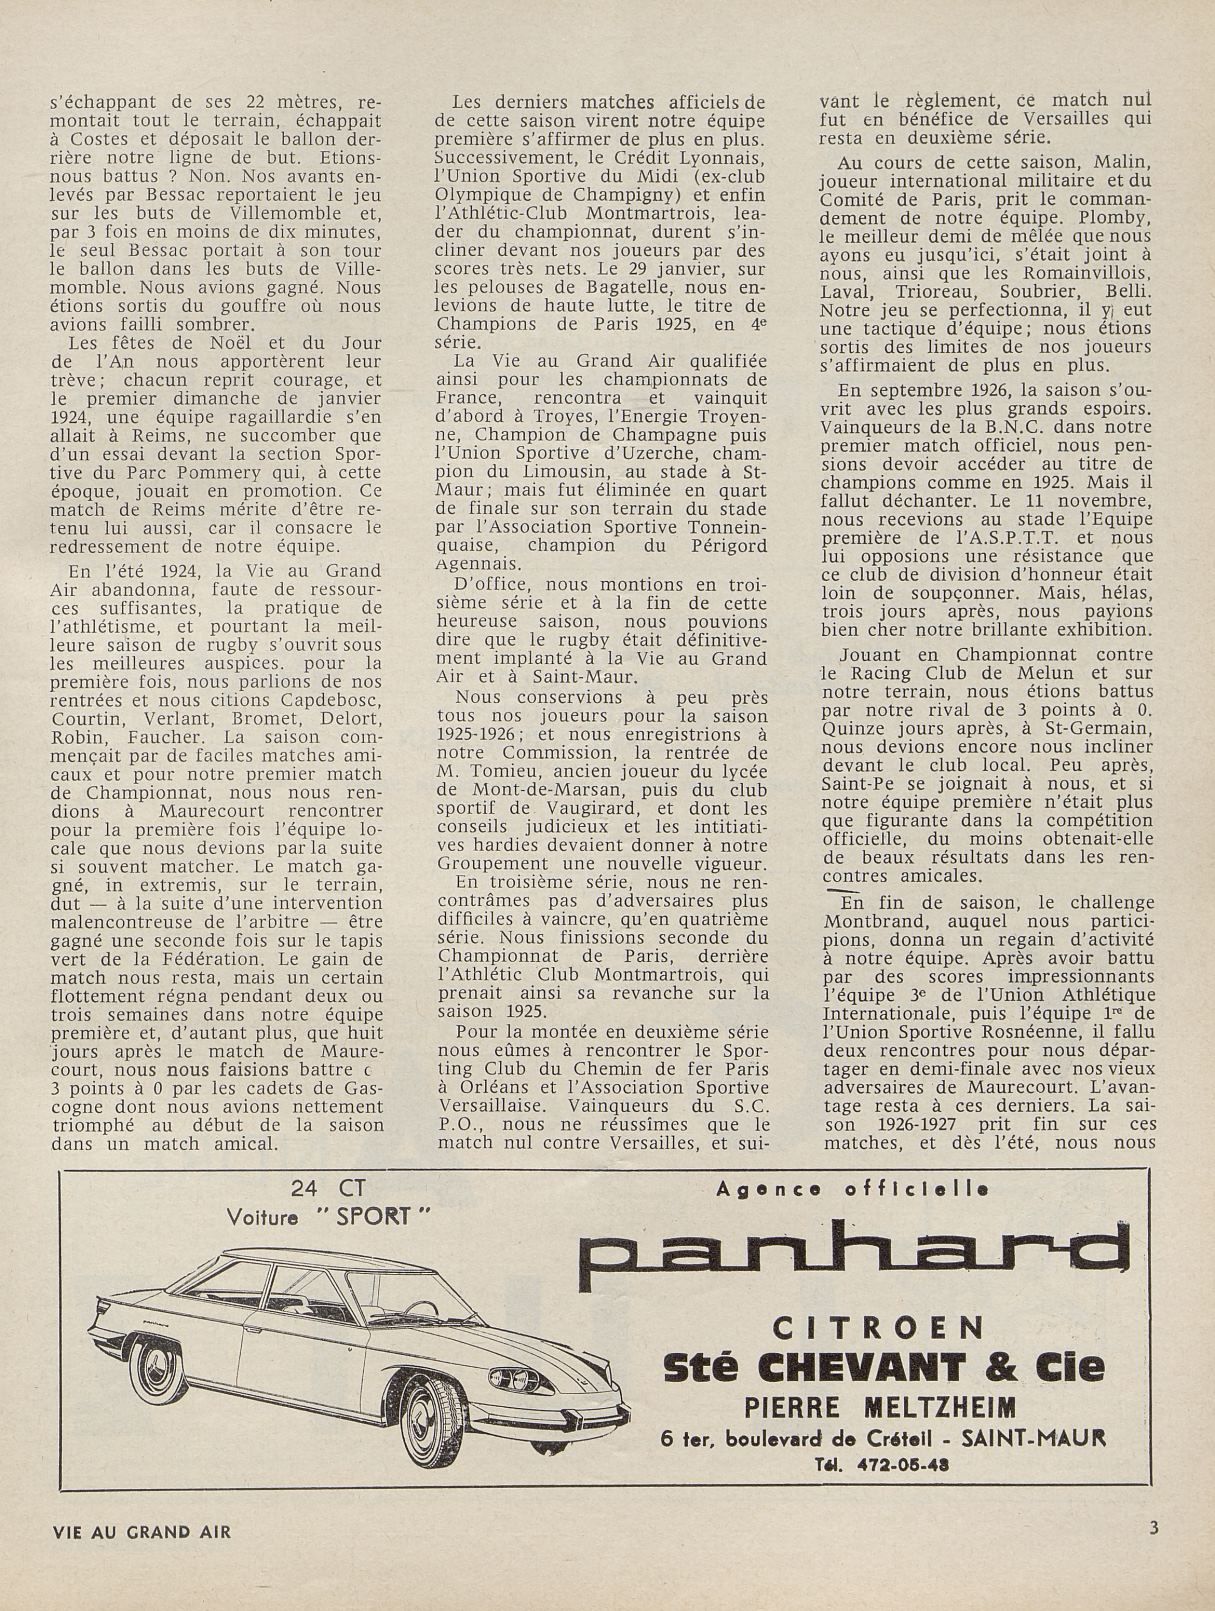 s'échappant de ses 22 mètres, re-
montait tout le terrain, échappait
à Costes et déposait le ballon der-
rière notre ligne de but. Etions-
nous battus ? Non. Nos avants en-
levés par Bessac reportaient le jeu
sur les buts de Villemomble et,
par 3 fois en moins de dix minutes,
le seul Bessac portait à son tour
le ballon dans les buts de Ville-
momble. Nous avions gagné. Nous
étions sortis du gouffre où nous
avions failli sombrer.
Les fêtes de Noël et du Jour
de l'An nous apportèrent leur
trève ; chacun reprit courage, et
le premier dimanche de janvier
1924, une équipe ragaillardie s'en
allait à Reims, ne succomber que
d'un essai devant la section Spor-
tive du Parc Pommery qui, à cette
époque, jouait en promotion. Ce
match de Reims mérite d'être re-
tenu lui aussi, car il consacre le
redressement de notre équipe.
En l'été 1924, la Vie au Grand
Air abandonna, faute de ressour-
ces suffisantes, la pratique de
l'athlétisme, et pourtant la meil-
leure saison de rugby s'ouvrit sous
les meilleures auspices. pour la
première fois, nous parlions de nos
rentrées et nous citions Capdebosc,
Courtin, Verlant, Bromet, Delort,
Robin, Faucher. La saison com-
mençait par de faciles matches ami-
caux et pour notre premier match
de Championnat, nous nous ren-
dions à Maurecourt rencontrer
pour la première fois l'équipe lo-
cale que nous devions par la suite
si souvent matcher. Le match ga-
gné, in extremis, sur le terrain,
dut — à la suite d'une intervention
malencontreuse de l'arbitre — être
gagné une seconde fois sur le tapis
vert de la Fédération. Le gain de
match nous resta, mais un certain
flottement régna pendant deux ou
trois semaines dans notre équipe
première et, d'autant plus, que huit
jours après le match de Maure-
court, nous nous faisions battre
3 points à 0 par les cadets de Gas-
cogne dont nous avions nettement
triomphé au début de la saison
dans un match amical.
Les derniers matches afficiels de
de cette saison virent notre équipe
première s'affirmer de plus en plus.
Successivement, le Crédit Lyonnais,
l'Union Sportive du Midi (ex-club
Olympique de Champigny) et enfin
l'Athlétic-Club Montmartrois, lea-
der du championnat, durent s'in-
cliner devant nos joueurs par des
scores très nets. Le 29 janvier, sur
les pelouses de Bagatelle, nous en-
levions de haute lutte, le titre de
Champions de Paris 1925, en 4e
série.
La Vie au Grand Air qualifiée
ainsi pour les championnats de
France, rencontra et vainquit
d'abord à Troyes, l'Energie Troyen-
ne, Champion de Champagne puis
l'Union Sportive d'Uzerche, cham-
pion du Limousin, au stade à St-
Maur ; mais fut éliminée en quart
de finale sur son terrain du stade
par l'Association Sportive Tonnein-
quaise, champion du Périgord
Agennais.
D'office, nous montions en troi-
sième série et à la fin de cette
heureuse saison, nous pouvions
dire que le rugby était définitive-
ment implanté à la Vie au Grand
Air et à Saint-Maur.
Nous conservions à peu près
tous nos joueurs pour la saison
1925-1926 ; et nous enregistrions à
notre Commission, la rentrée de
M. Tomieu, ancien joueur du lycée
de Mont-de-Marsan, puis du club
sportif de Vaugirard, et dont les
conseils judicieux et les intitiati-
ves hardies devaient donner à notre
Groupement une nouvelle vigueur.
En troisième série, nous ne ren-
contrâmes pas d'adversaires plus
difficiles à vaincre, qu'en quatrième
série. Nous finissions seconde du
Championnat de Paris, derrière
l'Athlétic Club Montmartrois, qui
prenait ainsi sa revanche sur la
saison 1925.
Pour la montée en deuxième série
nous eûmes à rencontrer le Spor-
ting Club du Chemin de fer Paris
à Orléans et l'Association Sportive
Versaillaise. Vainqueurs du S.C.
P.O., nous ne réussîmes que le
match nul contre Versailles, et sui-
vant le règlement, ce match nul
fut en bénéfice de Versailles qui
resta en deuxième série.
Au cours de cette saison, Malin,
joueur international militaire et du
Comité de Paris, prit le comman-
dement de notre équipe. Plomby,
le meilleur demi de mêlée que nous
ayons eu jusqu'ici, s'était joint à
nous, ainsi que les Romainvillois,
Laval, Trioreau, Soubrier, Belli.
Notre jeu se perfectionna, il y eut
une tactique d'équipe ; nous étions
sortis des limites de nos joueurs
s'affirmaient de plus en plus.
En septembre 1926, la saison s'ou-
vrit avec les plus grands espoirs.
Vainqueurs de la B.N.C. dans notre
premier match officiel, nous pen-
sions devoir accéder au titre de
champions comme en 1925. Mais il
fallut déchanter. Le 11 novembre,
nous recevions au stade l'Equipe
première de l'A.S.P.T.T. et nous
lui opposions une résistance que
ce club de division d'honneur était
loin de soupçonner. Mais, hélas,
trois jours après, nous payions
bien cher notre brillante exhibition.
Jouant en Championnat contre
le Racing Club de Melun et sur
notre terrain, nous étions battus
par notre rival de 3 points à 0.
Quinze jours après, à St-Germain,
nous devions encore nous incliner
devant le club local. Peu après,
Saint-Pe se joignait à nous, et si
notre équipe première n'était plus
que figurante dans la compétition
officielle, du moins obtenait-elle
de beaux résultats dans les ren-
contres amicales.
En fin de saison, le challenge
Montbrand, auquel nous partici-
pions, donna un regain d'activité
à notre équipe. Après avoir battu
par des scores impressionnants
l'équipe 3e de l'Union Athlétique
Internationale, puis l'équipe 1re de
l'Union Sportive Rosnéenne, il fallu
deux rencontres pour nous dépar-
tager en demi-finale avec nos vieux
adversaires de Maurecourt. L'avan-
tage resta à ces derniers. La sai-
son 1926-1927 prit fin sur ces
matches, et dès l'été, nous nous
24 CT
Voiture "SPORT"
Agence officielle
panhard
CITROEN
Sté CHEVANT & Cie
PIERRE MELTZHEIM
6 ter, boulevard de Créteil - SAINT-MAUR
Tél. 472-05-48
VIE AU GRAND AIR
3